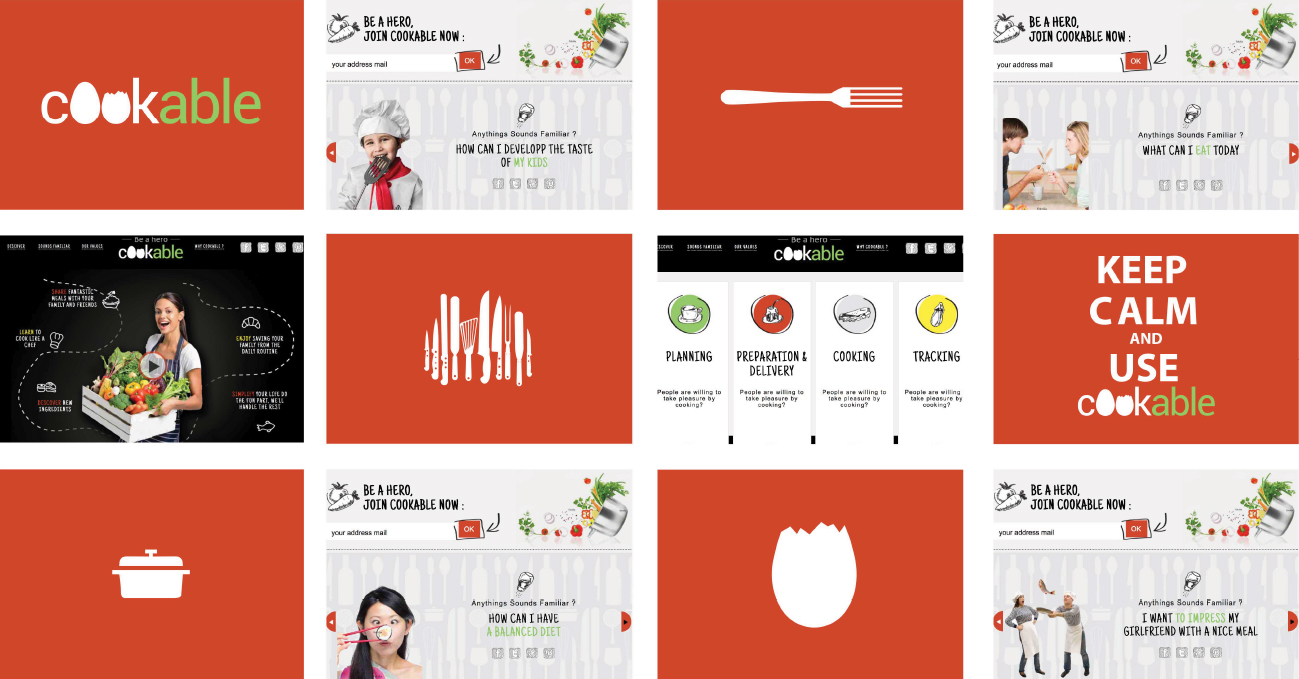 cookable
BE A HERO,
JOIN COOKABLE NOW :
your address mail
OK
Anythings Sounds Familiar ?
HOW CAN I DEVELOPP THE TASTE
OF MY KIDS
BE A HERO,
JOIN COOKABLE NOW :
your address mail
OK
Anythings Sounds Familiar ?
WHAT CAN I EAT TODAY
DISCOVER
SOUNDS FAMILIAR
OUR VALUES
Be a hero
cookable
WHY COOKABLE ?
SHARE FANTASTIC
MEALS WITH YOUR
FAMILY AND FRIENDS
LEARN TO
COOK LIKE A
CHEF
DISCOVER NEW
INGREDIENTS
ENJOY SAVING YOUR
FAMILY FROM THE
DAILY ROUTING
SIMPLIFY YOUR LIFE DO
THE FUN PART, WE'LL
HANDLE THE REST
SCOVER
SOUNDS FAMILIAR
OUR VALUES
Be a hero
cookable
WHY COOKABLE ?
PLANNING
People are willing to
take pleasure by
cooking?
PREPARATION &
DELIVERY
People are willing to
take pleasure by
cooking?
COOKING
People are willing to
take pleasure by
cooking?
TRACKING
People are willing to
take pleasure by
cooking?
KEEP
CALM
AND
USE
cookable
BE A HERO,
JOIN COOKABLE NOW :
your address mail
OK
Anythings Sounds Familiar ?
HOW CAN I HAVE
A BALANCED DIET
BE A HERO,
JOIN COOKABLE NOW :
your address mail
OK
Anythings Sounds Familiar ?
I WANT TO IMPRESS MY
GIRLFRIEND WITH A NICE MEAL